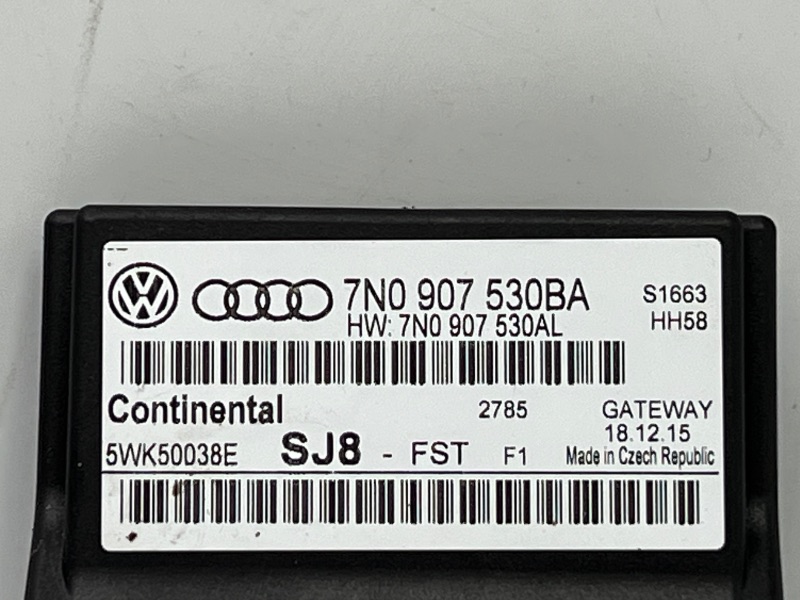 7N0 907 530BA S1663
HW: 7N0 907 530AL HH58
Continental 2785 GATEWAY
18.12.15
5WK50038E SJ8 - FST F1 Made in Czech Republic